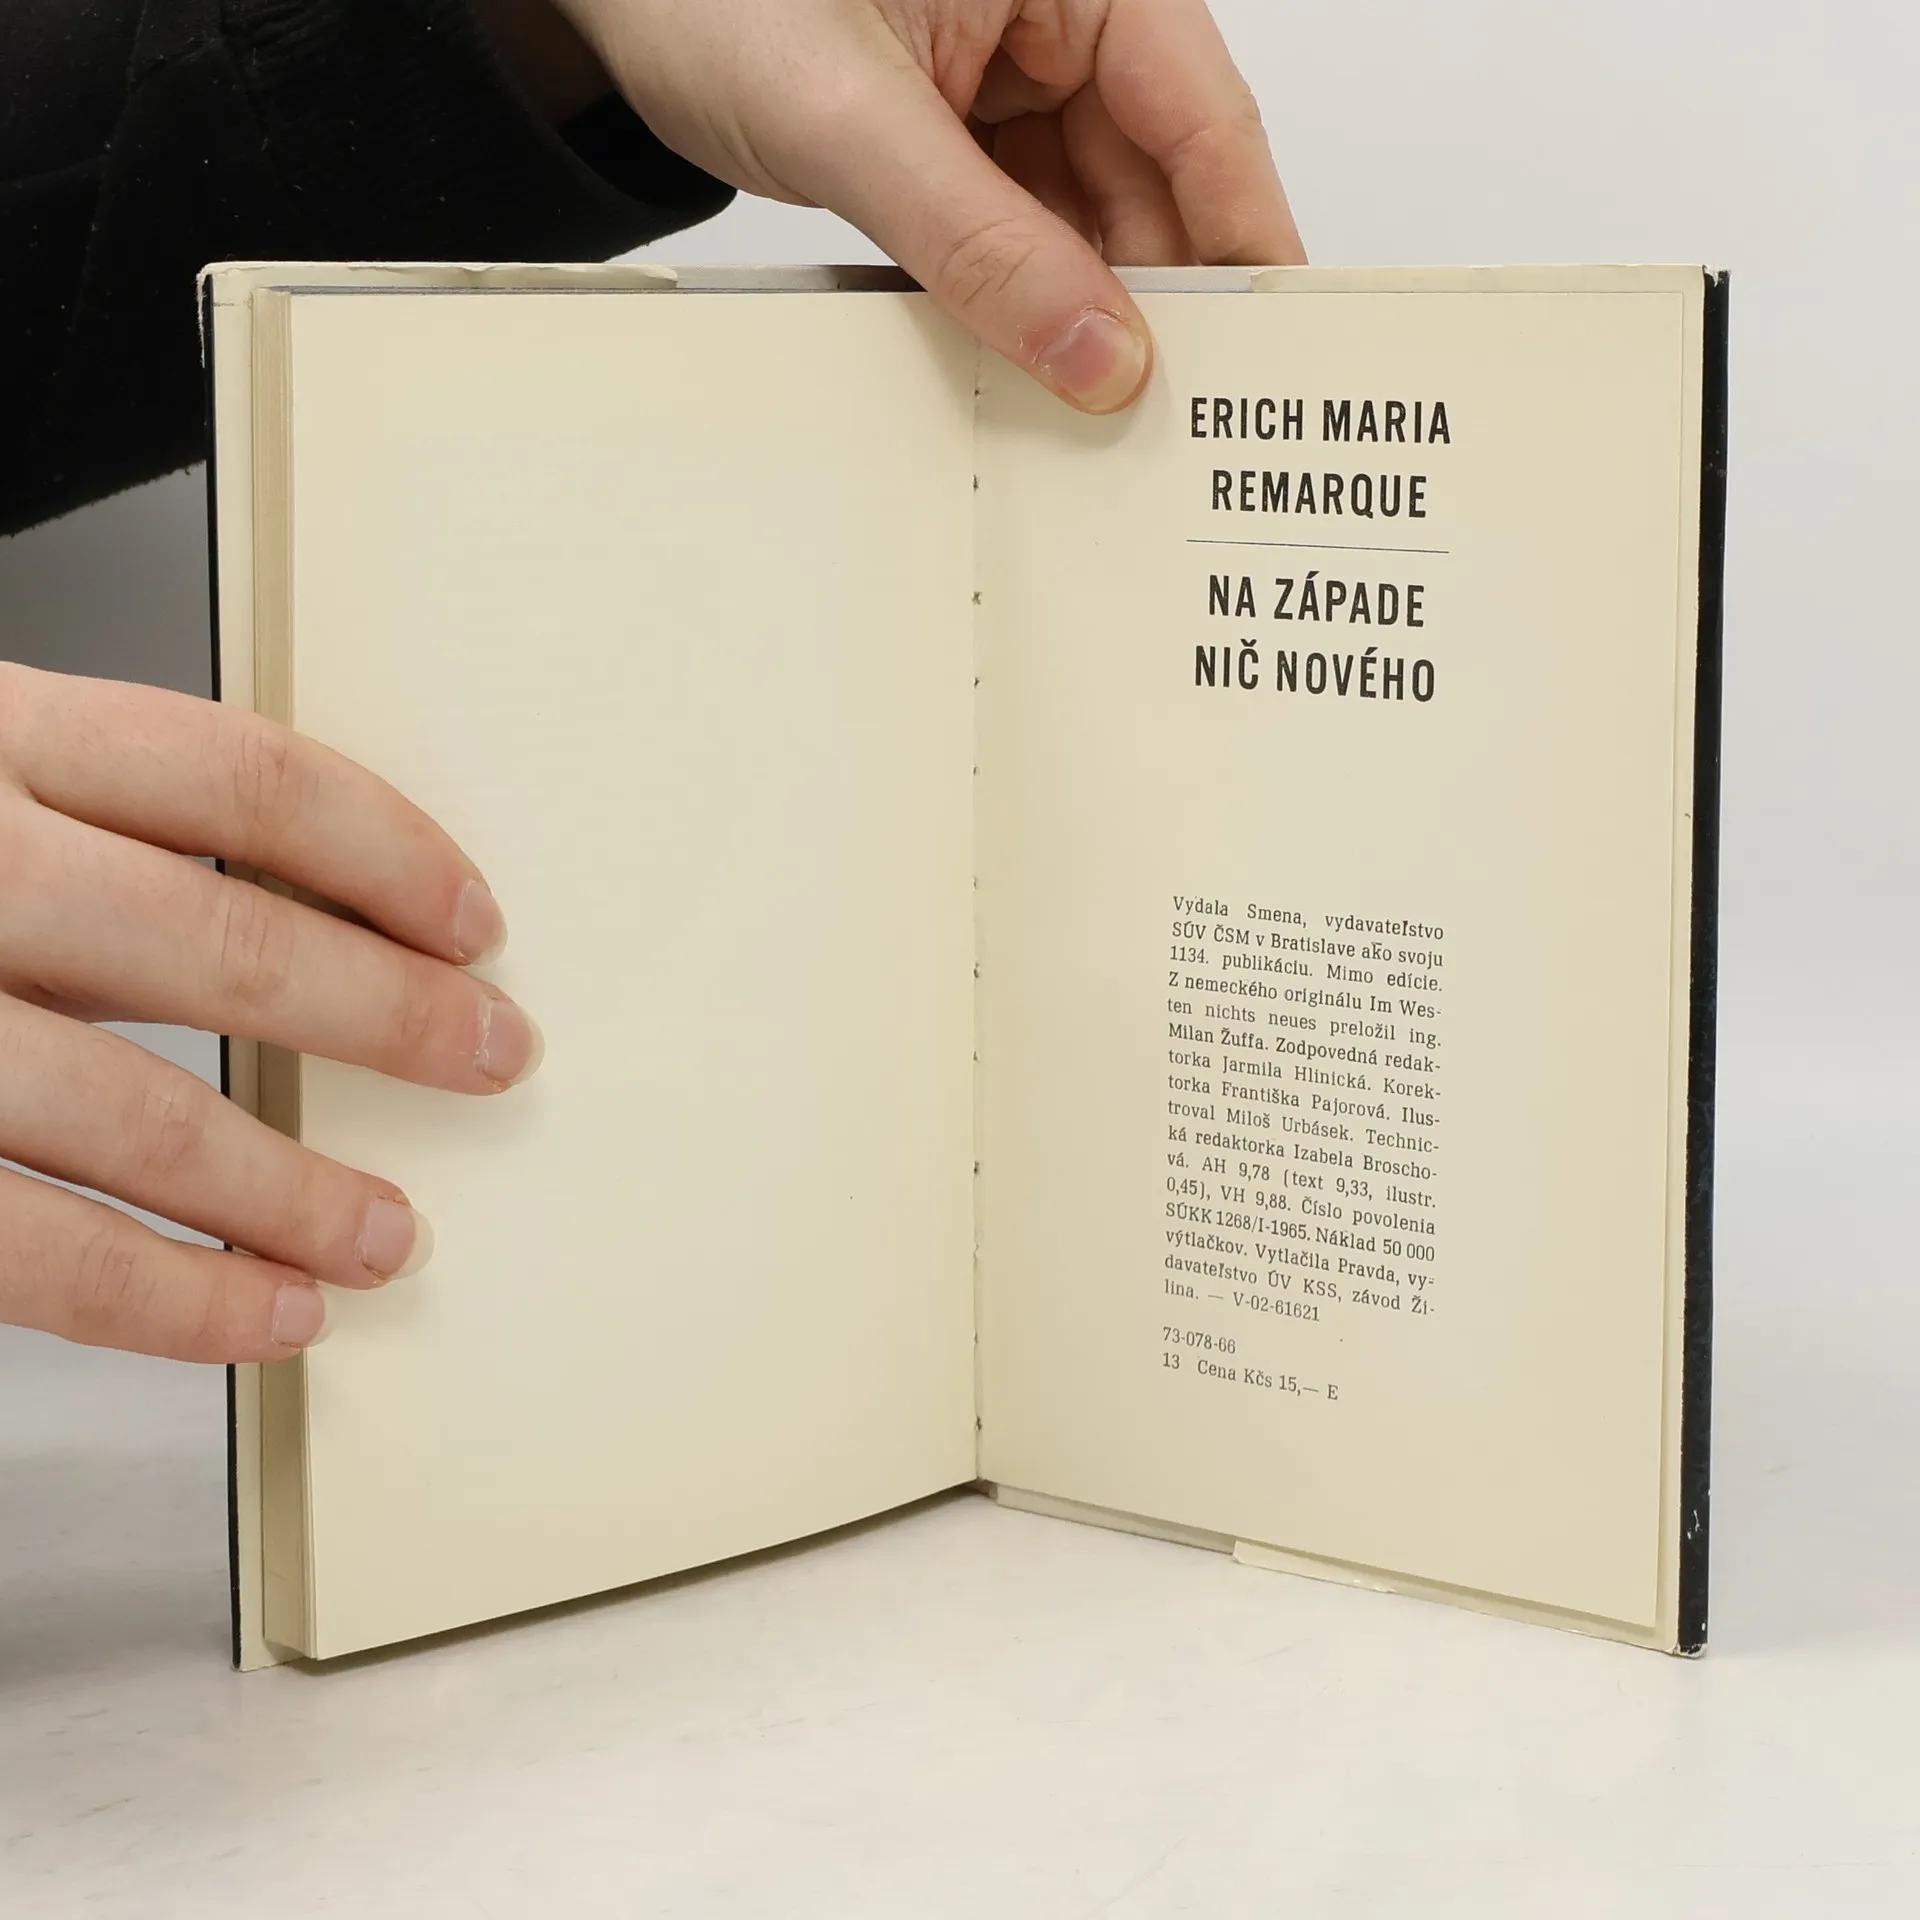 ERICH MARIA
REMARQUE
NA ZÁPADE
NIČ NOVÉHO
Vydala Smena, vydavateľstvo
SÚV ČSM v Bratislave ako svoju
1134. publikáciu. Mimo edície.
Z nemeckého originálu Im Wes-
ten nichts neues preložil ing.
Milan Žuffa. Zodpovedná redak-
torka Jarmila Hlinická. Korek-
torka Františka Pajorová. Ilus-
troval Miloš Urbásek. Technic-
ká redaktorka Izabela Broscho-
vá. AH 9,78 (text 9,33, ilustr.
0,45), VH 9,88. Číslo povolenia
SÚKK 1268/I-1965. Náklad 50 000
výtlačkov. Vytlačila Pravda, vy-
davateľstvo ÚV KSS, závod Ži-
lina. — V-02-61621
73-078-66
13 Cena Kčs 15,— E